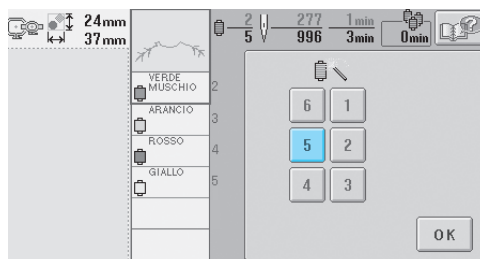 24mm
37mm
2 277 1min
5 996 3min 0min
VERDE MUSCHIO 2
ARANCIO 3
ROSSO 4
GIALLO 5
6 1
5 2
4 3
OK